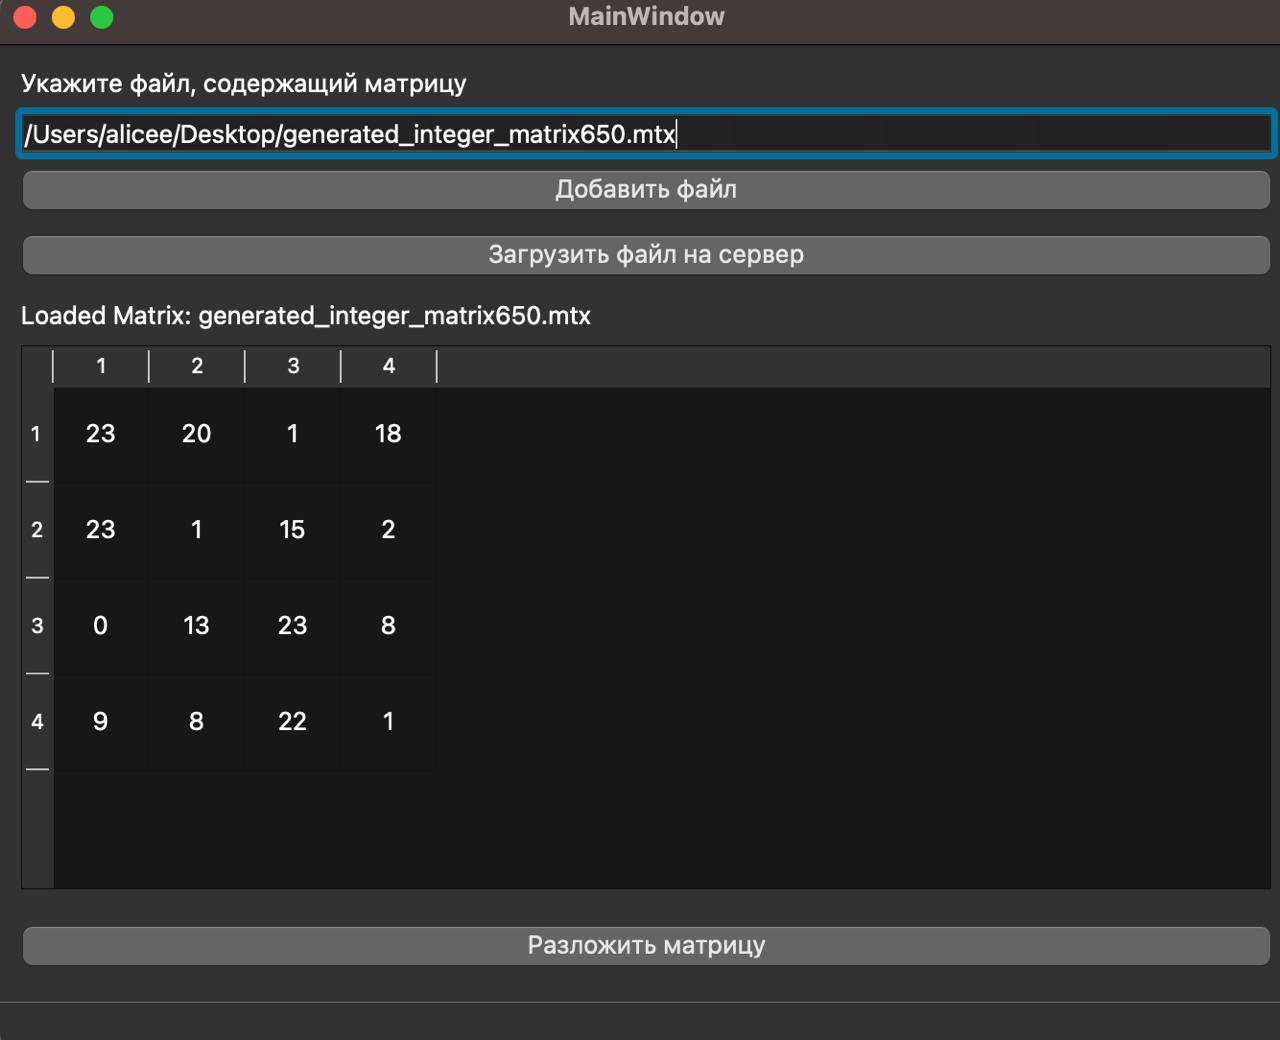 MainWindow
Укажите файл, содержащий матрицу
/Users/alicee/Desktop/generated_integer_matrix650.mtx
Добавить файл
Загрузить файл на сервер
Loaded Matrix: generated_integer_matrix650.mtx
1 2 3 4
1 23 20 1 18
2 23 1 15 2
3 0 13 23 8
4 9 8 22 1
Разложить матрицу